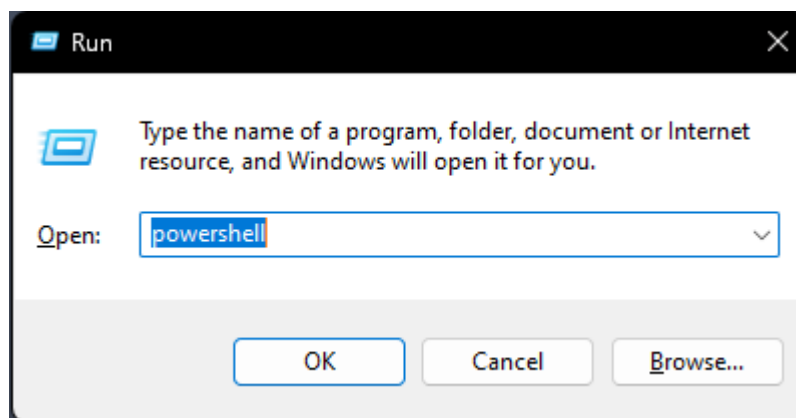 Run
Type the name of a program, folder, document or Internet
resource, and Windows will open it for you.
Open: powershell
OK Cancel Browse...